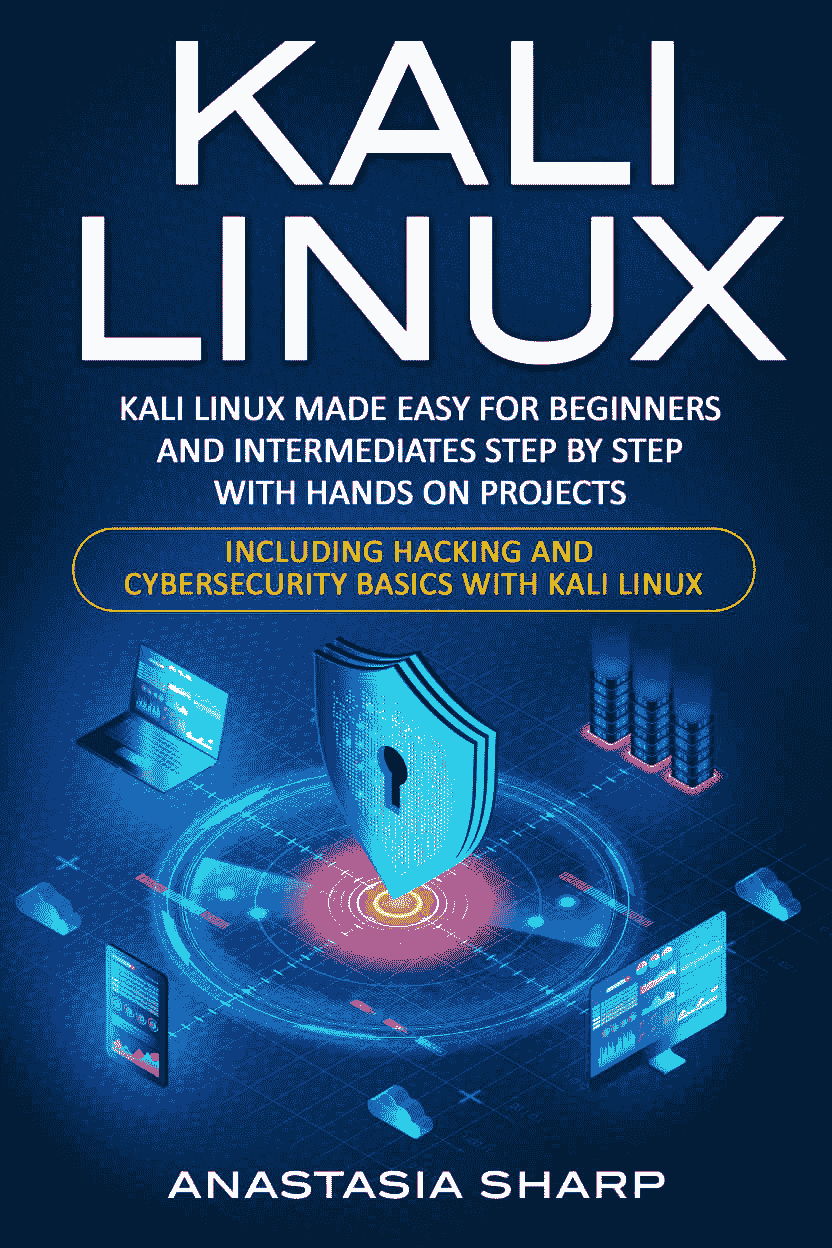 KALI
LINUX
KALI LINUX MADE EASY FOR BEGINNERS
AND INTERMEDIATES STEP BY STEP
WITH HANDS ON PROJECTS
INCLUDING HACKING AND
CYBERSECURITY BASICS WITH KALI LINUX
ANASTASIA SHARP